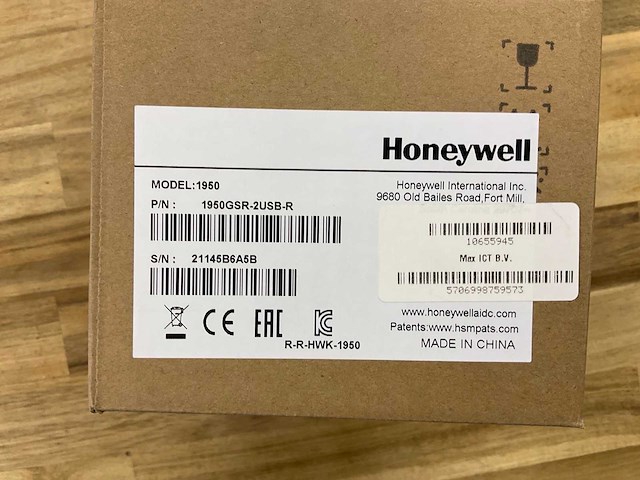 Honeywell
MODEL:1950
Honeywell International Inc.
9680 Old Bailes Road,Fort Mill,
P/N : 1950GSR-2USB-R
10655945
Max ICT B.V.
S/N : 21145B6A5B
5706998759573
CE
EAC
www.honeywellaidc.com
Patents:www.hsmpats.com
R-R-HWK-1950
MADE IN CHINA